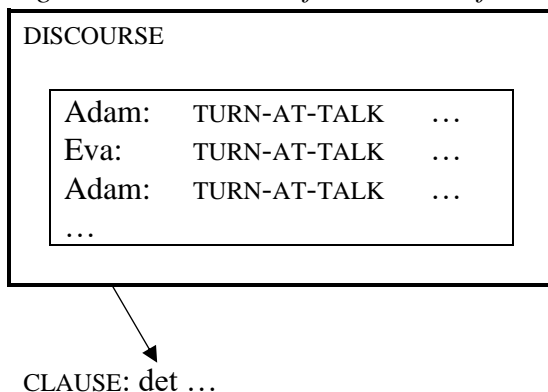 DISCOURSE
Adam: TURN-AT-TALK …
Eva: TURN-AT-TALK …
Adam: TURN-AT-TALK …
…
CLAUSE: det …